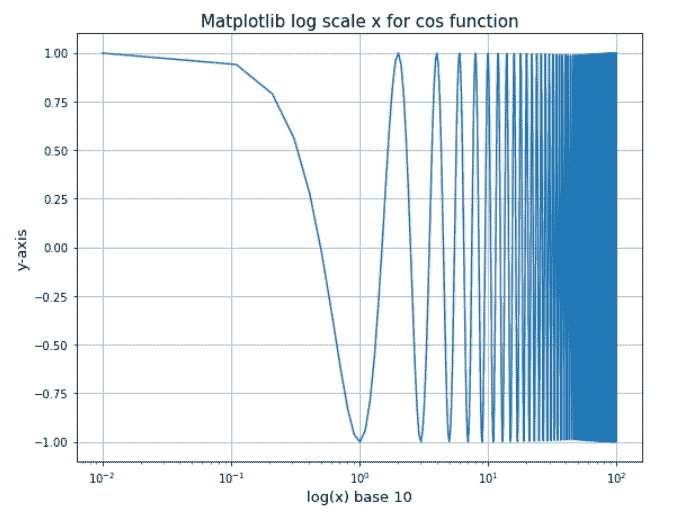 Matplotlib log scale x for cos function
1.00
0.75
0.50
0.25
0.00
−0.25
−0.50
−0.75
−1.00
y-axis
10⁻² 10⁻¹ 10⁰ 10¹ 10²
log(x) base 10